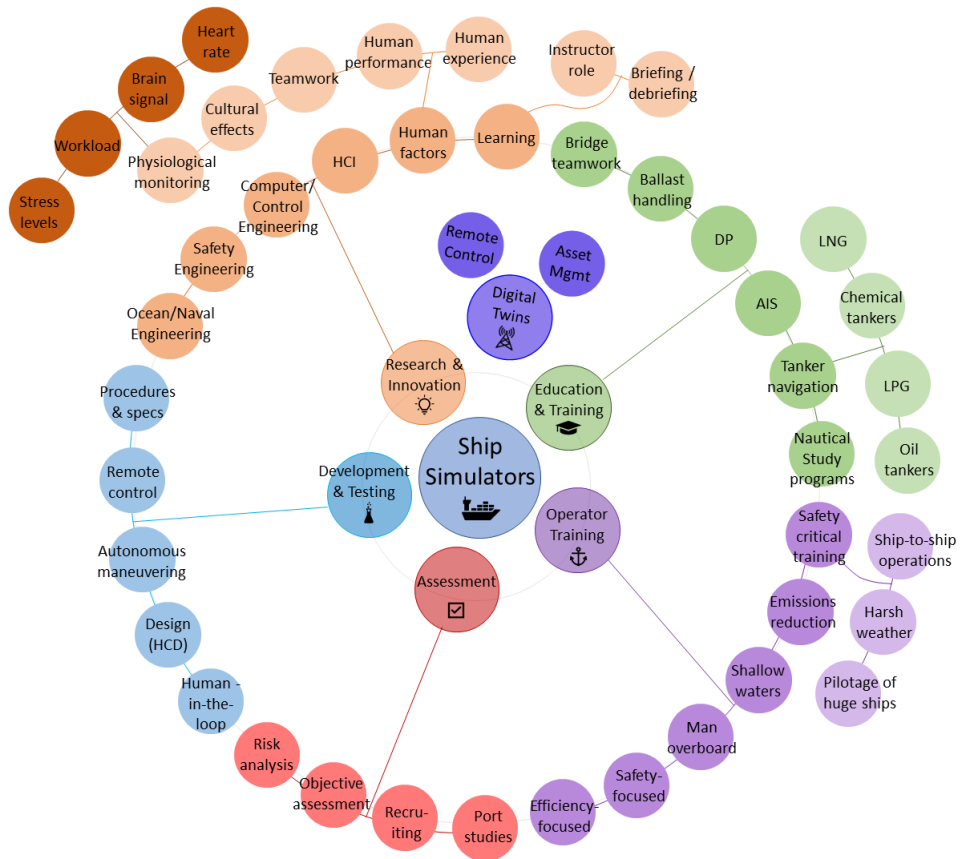 Heart
rate
Brain
signal
Workload
Stress
levels
Physiological
monitoring
Cultural
effects
Teamwork
Human
performance
Human
experience
Instructor
role
Briefing /
debriefing
HCI
Human
factors
Learning
Computer/
Control
Engineering
Safety
Engineering
Ocean/Naval
Engineering
Bridge
teamwork
Ballast
handling
DP
AIS
Tanker
navigation
Nautical
Study
programs
LNG
Chemical
tankers
LPG
Oil
tankers
Remote
Control
Asset
Mgmt
Digital
Twins
Research &
Innovation
Education
& Training
Ship
Simulators
Development
& Testing
Operator
Training
Assessment
Procedures
& specs
Remote
control
Autonomous
maneuvering
Design
(HCD)
Human -
in-the-
loop
Safety
critical
training
Emissions
reduction
Shallow
waters
Man
overboard
Safety-
focused
Efficiency-
focused
Ship-to-ship
operations
Harsh
weather
Pilotage of
huge ships
Risk
analysis
Objective
assessment
Recru-
iting
Port
studies